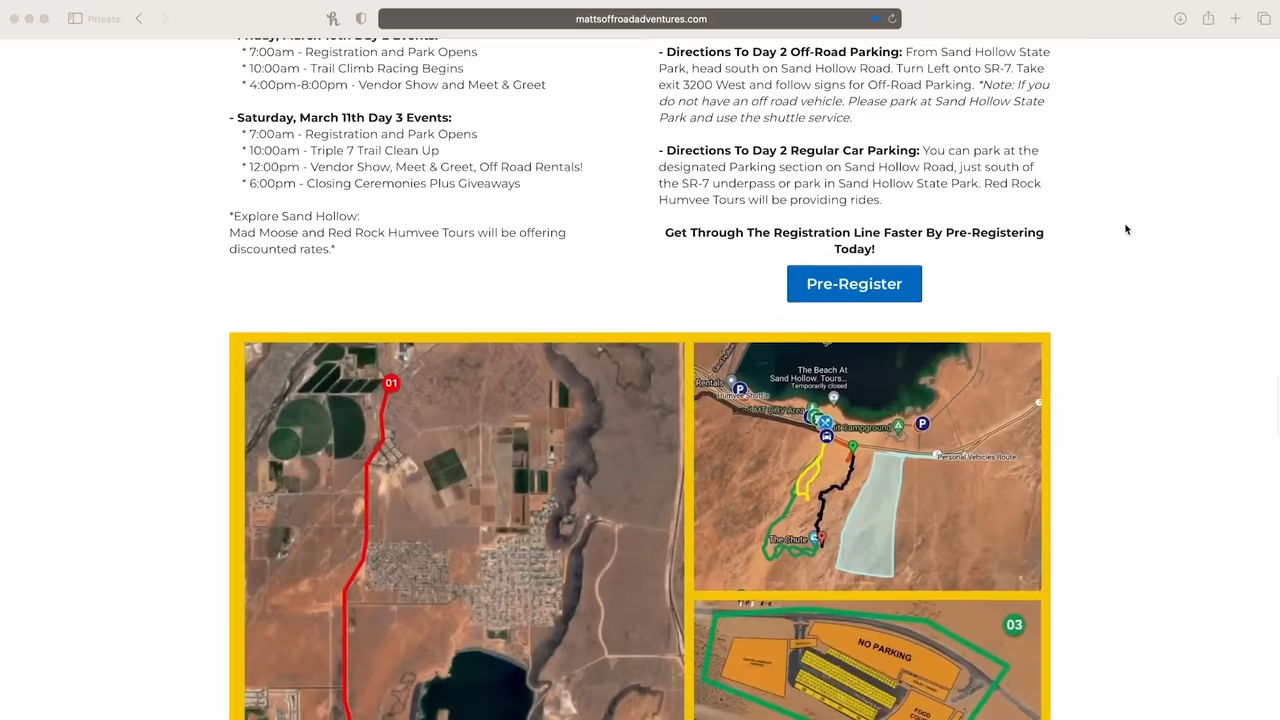 Private
mattsoffroadadventures.com
* 7:00am - Registration and Park Opens
* 10:00am - Trail Climb Racing Begins
* 4:00pm-8:00pm - Vendor Show and Meet & Greet
- Saturday, March 11th Day 3 Events:
* 7:00am - Registration and Park Opens
* 10:00am - Triple 7 Trail Clean Up
* 12:00pm - Vendor Show, Meet & Greet, Off Road Rentals!
* 6:00pm - Closing Ceremonies Plus Giveaways
*Explore Sand Hollow:
Mad Moose and Red Rock Humvee Tours will be offering
discounted rates.*
- Directions To Day 2 Off-Road Parking: From Sand Hollow State
Park, head south on Sand Hollow Road. Turn Left onto SR-7. Take
exit 3200 West and follow signs for Off-Road Parking. *Note: If you
do not have an off road vehicle. Please park at Sand Hollow State
Park and use the shuttle service.
- Directions To Day 2 Regular Car Parking: You can park at the
designated Parking section on Sand Hollow Road, just south of
the SR-7 underpass or park in Sand Hollow State Park. Red Rock
Humvee Tours will be providing rides.
Get Through The Registration Line Faster By Pre-Registering
Today!
Pre-Register
01
The Beach At
Sand Hollow. Tours...
Temporarily closed
Rentals
P
Humvee Shuttle
P
Campground
Personal Vehicles Route
The Chute
03
NO PARKING
FOOD